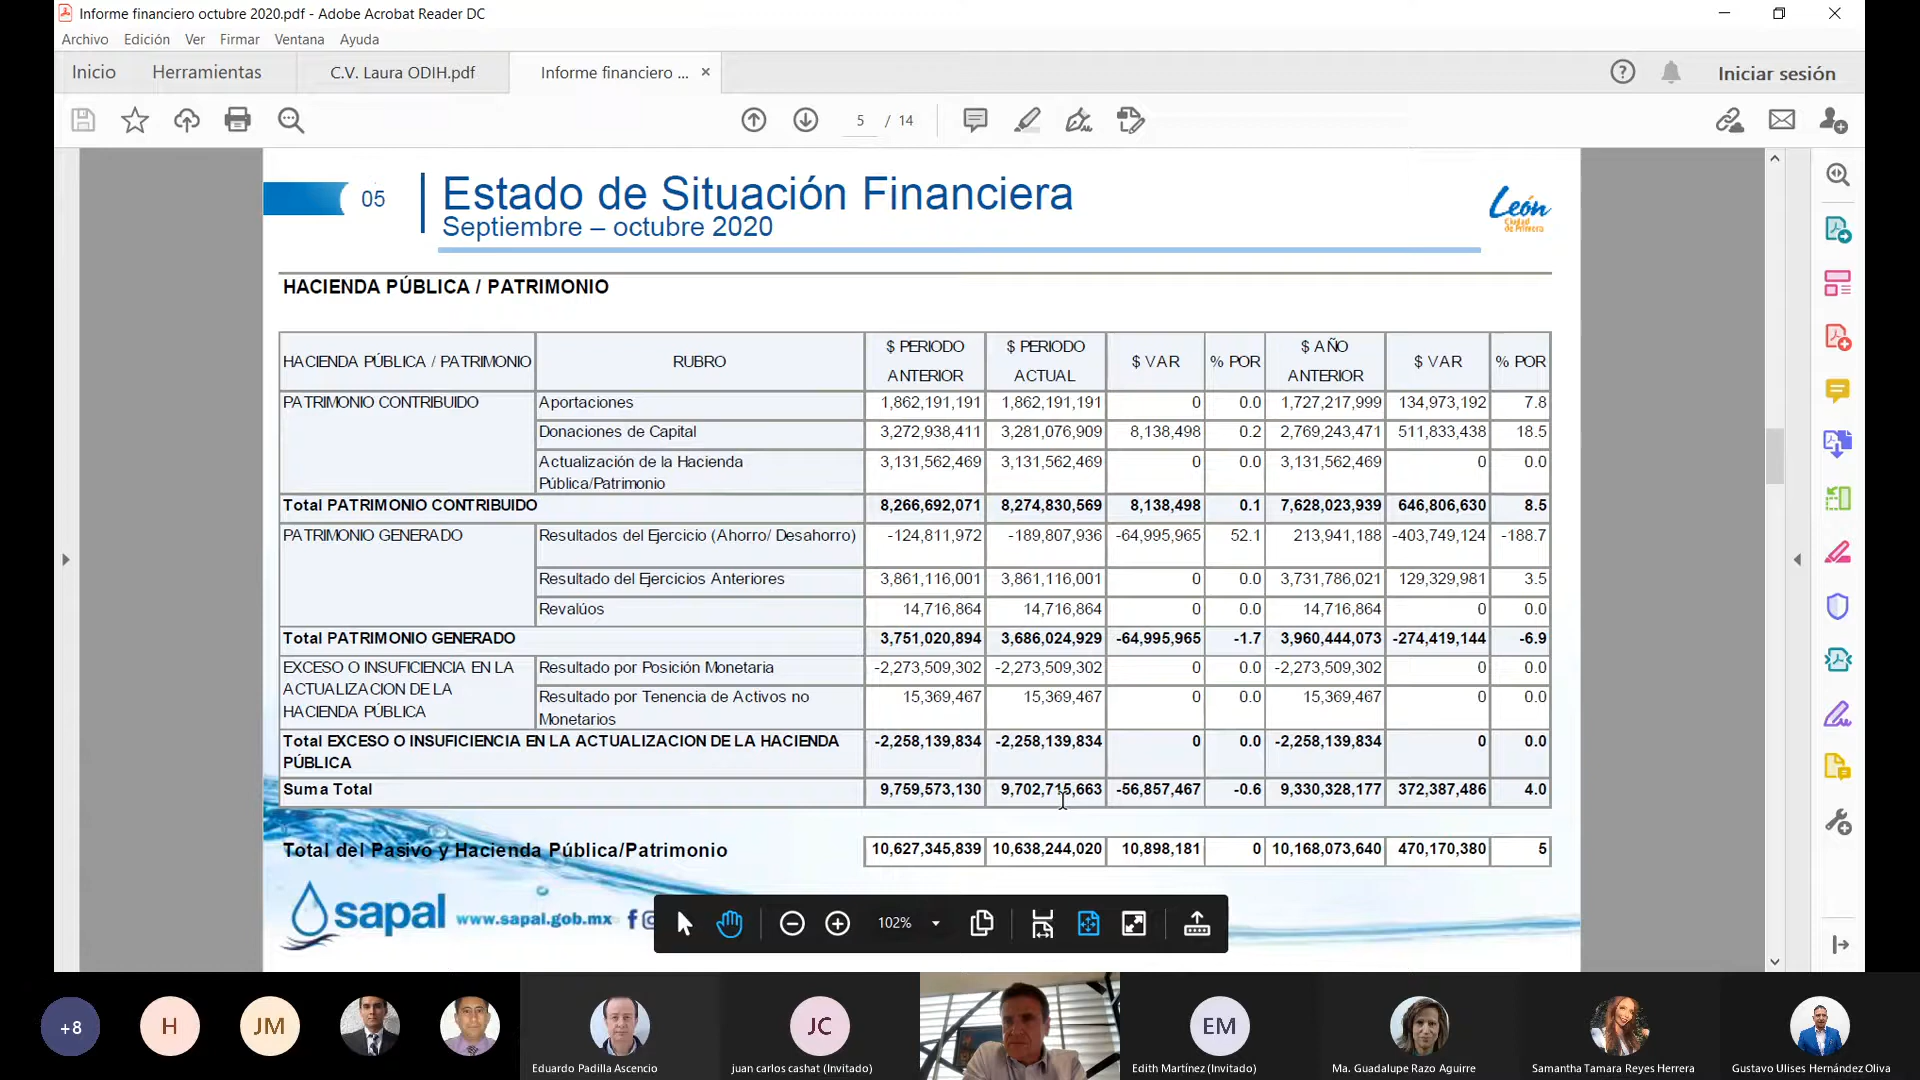 Informe financiero octubre 2020.pdf - Adobe Acrobat Reader DC
Archivo Edición Ver Firmar Ventana Ayuda
Inicio Herramientas C.V. Laura ODIH.pdf Informe financiero ... × Iniciar sesión
5 / 14
05 Estado de Situación Financiera
Septiembre – octubre 2020
León
Ciudad
de Primera
HACIENDA PÚBLICA / PATRIMONIO
HACIENDA PÚBLICA / PATRIMONIO RUBRO $ PERIODO ANTERIOR $ PERIODO ACTUAL $ VAR % POR $ AÑO ANTERIOR $ VAR % POR
PATRIMONIO CONTRIBUIDO Aportaciones 1,862,191,191 1,862,191,191 0 0.0 1,727,217,999 134,973,192 7.8
Donaciones de Capital 3,272,938,411 3,281,076,909 8,138,498 0.2 2,769,243,471 511,833,438 18.5
Actualización de la Hacienda Pública/Patrimonio 3,131,562,469 3,131,562,469 0 0.0 3,131,562,469 0 0.0
Total PATRIMONIO CONTRIBUIDO 8,266,692,071 8,274,830,569 8,138,498 0.1 7,628,023,939 646,806,630 8.5
PATRIMONIO GENERADO Resultados del Ejercicio (Ahorro/ Desahorro) -124,811,972 -189,807,936 -64,995,965 52.1 213,941,188 -403,749,124 -188.7
Resultado del Ejercicios Anteriores 3,861,116,001 3,861,116,001 0 0.0 3,731,786,021 129,329,981 3.5
Revalúos 14,716,864 14,716,864 0 0.0 14,716,864 0 0.0
Total PATRIMONIO GENERADO 3,751,020,894 3,686,024,929 -64,995,965 -1.7 3,960,444,073 -274,419,144 -6.9
EXCESO O INSUFICIENCIA EN LA ACTUALIZACION DE LA HACIENDA PÚBLICA Resultado por Posición Monetaria -2,273,509,302 -2,273,509,302 0 0.0 -2,273,509,302 0 0.0
Resultado por Tenencia de Activos no Monetarios 15,369,467 15,369,467 0 0.0 15,369,467 0 0.0
Total EXCESO O INSUFICIENCIA EN LA ACTUALIZACION DE LA HACIENDA PÚBLICA -2,258,139,834 -2,258,139,834 0 0.0 -2,258,139,834 0 0.0
Suma Total 9,759,573,130 9,702,715,663 -56,857,467 -0.6 9,330,328,177 372,387,486 4.0
Total del Pasivo y Hacienda Pública/Patrimonio 10,627,345,839 10,638,244,020 10,898,181 0 10,168,073,640 470,170,380 5
sapal www.sapal.gob.mx
102%
+8 H JM JC EM
Eduardo Padilla Ascencio juan carlos cashat (Invitado) Edith Martínez (Invitado) Ma. Guadalupe Razo Aguirre Samantha Tamara Reyes Herrera Gustavo Ulises Hernández Oliva